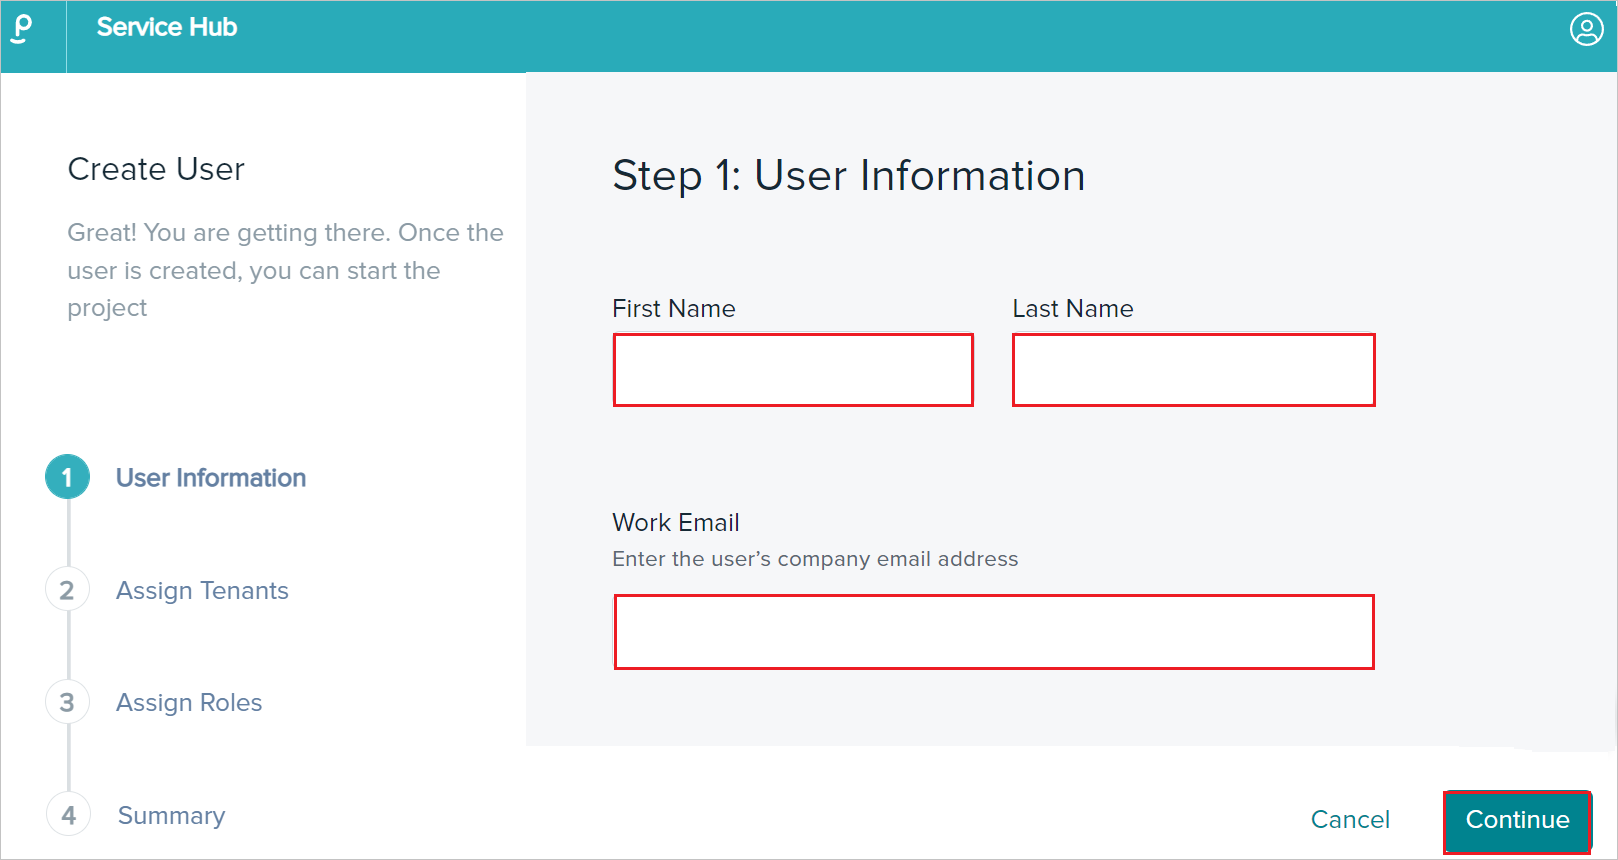 Service Hub
Create User
Great! You are getting there. Once the
user is created, you can start the
project
1 User Information
2 Assign Tenants
3 Assign Roles
4 Summary
Step 1: User Information
First Name
Last Name
Work Email
Enter the user’s company email address
Cancel
Continue